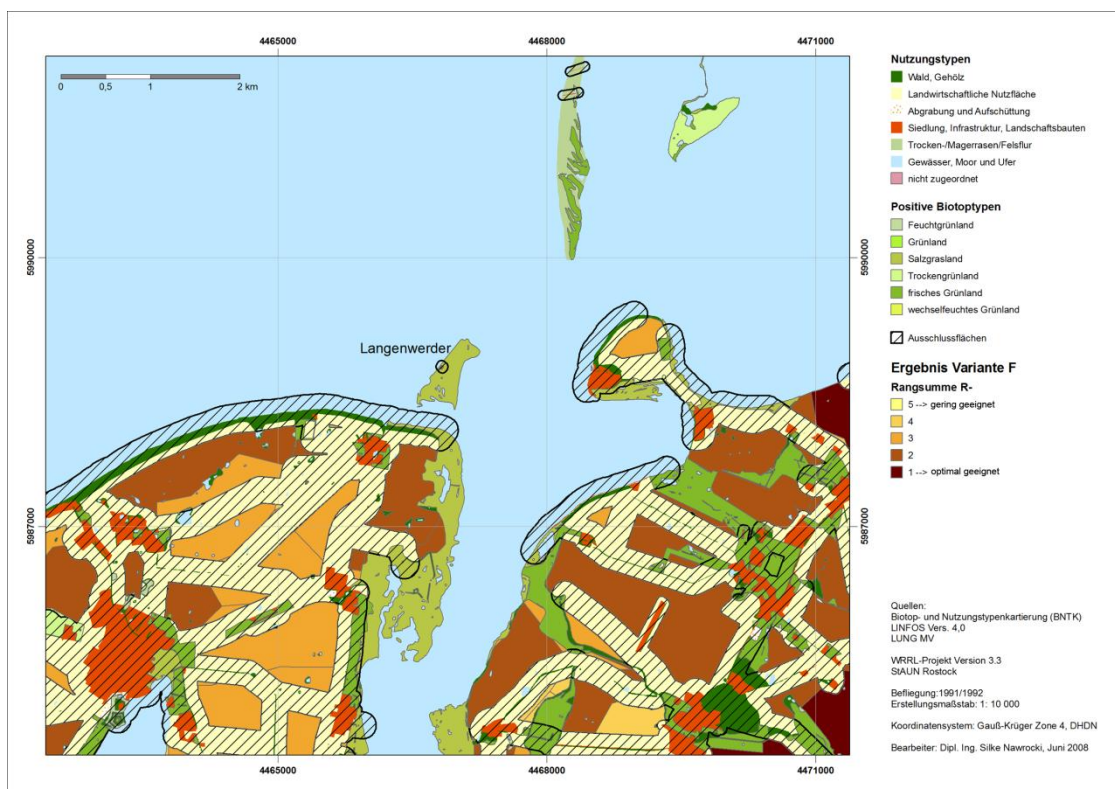 4465000
4468000
4471000
0 0,5 1 2 km
5990000
5990000
Langenwerder
5987000
5987000
4465000
4468000
4471000
Nutzungstypen
Wald, Gehölz
Landwirtschaftliche Nutzfläche
Abgrabung und Aufschüttung
Siedlung, Infrastruktur, Landschaftsbauten
Trocken-/Magerrasen/Felsflur
Gewässer, Moor und Ufer
nicht zugeordnet
Positive Biotoptypen
Feuchtgrünland
Grünland
Salzgrasland
Trockengrünland
frisches Grünland
wechselfeuchtes Grünland
Ausschlussflächen
Ergebnis Variante F
Rangsumme R-
5 --> gering geeignet
4
3
2
1 --> optimal geeignet
Quellen:
Biotop- und Nutzungstypenkartierung (BNTK)
LINFOS Vers. 4,0
LUNG MV
WRRL-Projekt Version 3.3
StAUN Rostock
Befliegung:1991/1992
Erstellungsmaßstab: 1: 10 000
Koordinatensystem: Gauß-Krüger Zone 4, DHDN
Bearbeiter: Dipl. Ing. Silke Nawrocki, Juni 2008